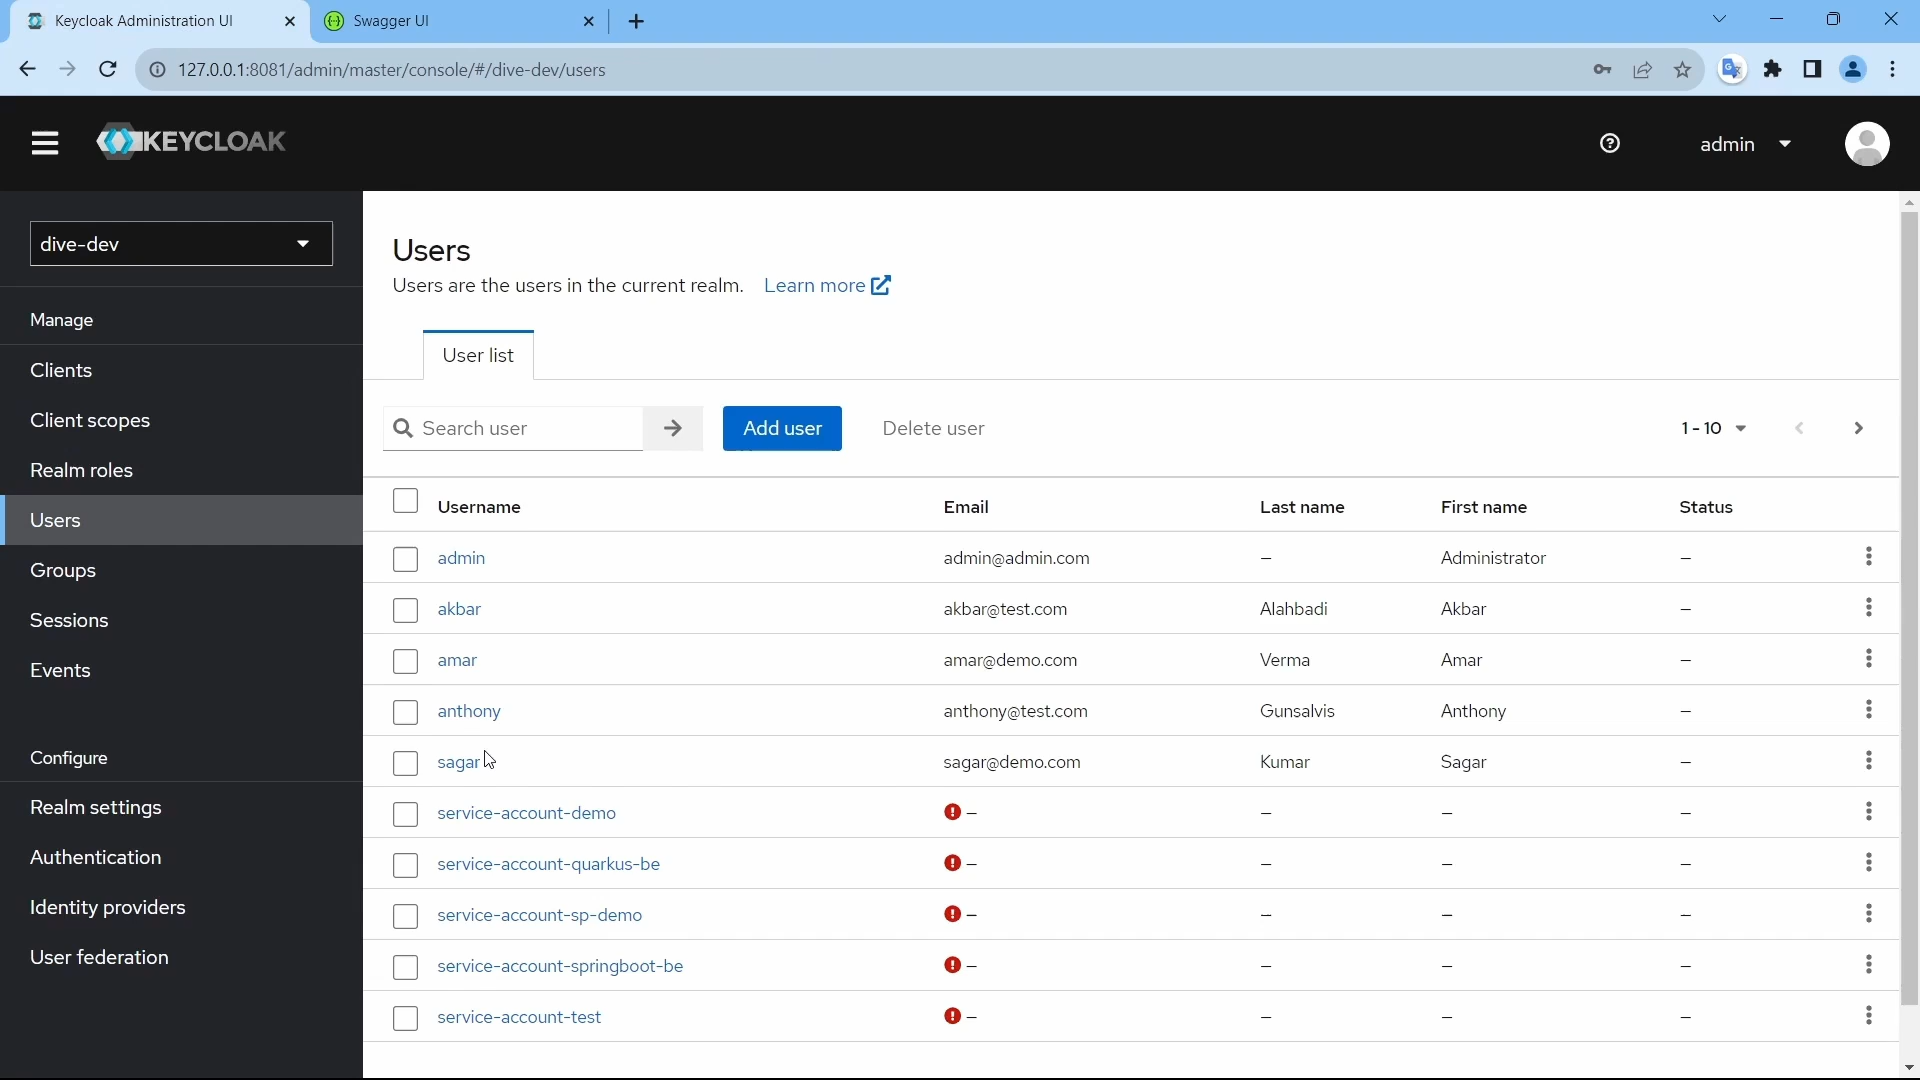 Keycloak Administration UI
Swagger UI
127.0.0.1:8081/admin/master/console/#/dive-dev/users
KEYCLOAK
admin
dive-dev
Manage
Clients
Client scopes
Realm roles
Users
Groups
Sessions
Events
Configure
Realm settings
Authentication
Identity providers
User federation
Users
Users are the users in the current realm. Learn more
User list
Search user Add user Delete user 1 - 10
Username Email Last name First name Status
admin admin@admin.com – Administrator –
akbar akbar@test.com Alahbadi Akbar –
amar amar@demo.com Verma Amar –
anthony anthony@test.com Gunsalvis Anthony –
sagar sagar@demo.com Kumar Sagar –
service-account-demo – – – –
service-account-quarkus-be – – – –
service-account-sp-demo – – – –
service-account-springboot-be – – – –
service-account-test – – – –